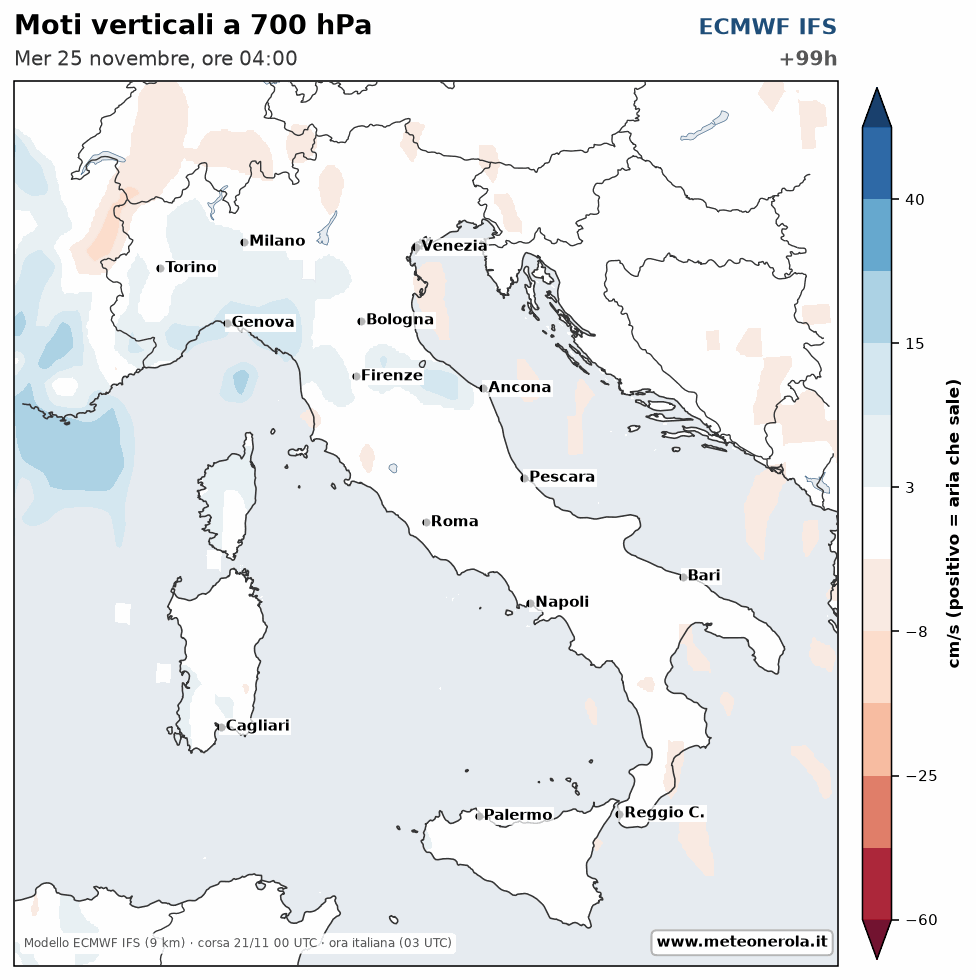 Moti verticali a 700 hPa
ECMWF IFS
Mer 25 novembre, ore 04:00
+99h
Milano
Venezia
Torino
Genova
Bologna
Firenze
Ancona
Pescara
Roma
Bari
Napoli
Cagliari
Palermo
Reggio C.
40
15
3
−8
−25
−60
cm/s (positivo = aria che sale)
Modello ECMWF IFS (9 km) · corsa 21/11 00 UTC · ora italiana (03 UTC)
www.meteonerola.it